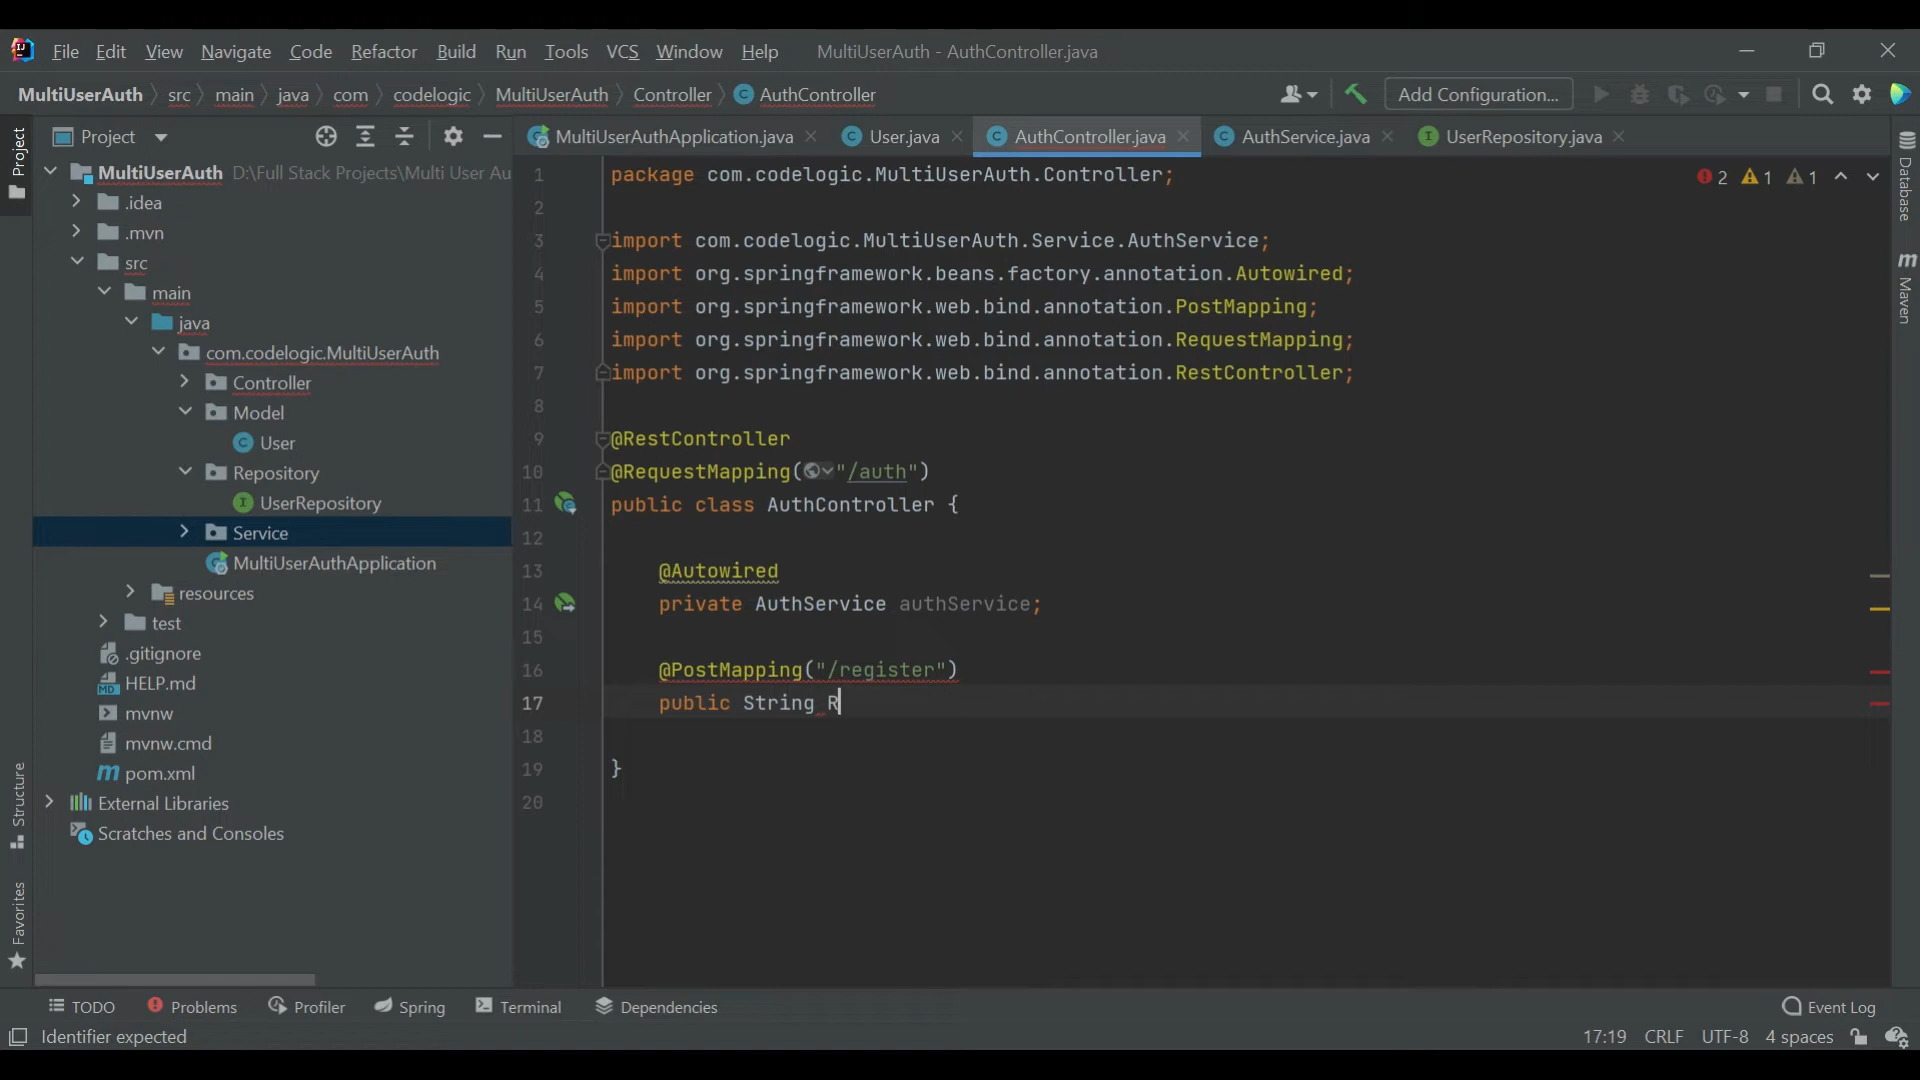 File Edit View Navigate Code Refactor Build Run Tools VCS Window Help MultiUserAuth - AuthController.java
MultiUserAuth src main java com codelogic MultiUserAuth Controller AuthController Add Configuration...
Project
MultiUserAuthApplication.java User.java AuthController.java AuthService.java UserRepository.java
MultiUserAuth D:\Full Stack Projects\Multi User Au
.idea
.mvn
src
main
java
com.codelogic.MultiUserAuth
Controller
Model
User
Repository
UserRepository
Service
MultiUserAuthApplication
resources
test
.gitignore
HELP.md
mvnw
mvnw.cmd
pom.xml
External Libraries
Scratches and Consoles
Project
Structure
Favorites
1 package com.codelogic.MultiUserAuth.Controller;
2
3 import com.codelogic.MultiUserAuth.Service.AuthService;
4 import org.springframework.beans.factory.annotation.Autowired;
5 import org.springframework.web.bind.annotation.PostMapping;
6 import org.springframework.web.bind.annotation.RequestMapping;
7 import org.springframework.web.bind.annotation.RestController;
8
9 @RestController
10 @RequestMapping("/auth")
11 public class AuthController {
12
13 @Autowired
14 private AuthService authService;
15
16 @PostMapping("/register")
17 public String R
18
19 }
20
2 1 1
Database
Maven
TODO Problems Profiler Spring Terminal Dependencies Event Log
Identifier expected 17:19 CRLF UTF-8 4 spaces